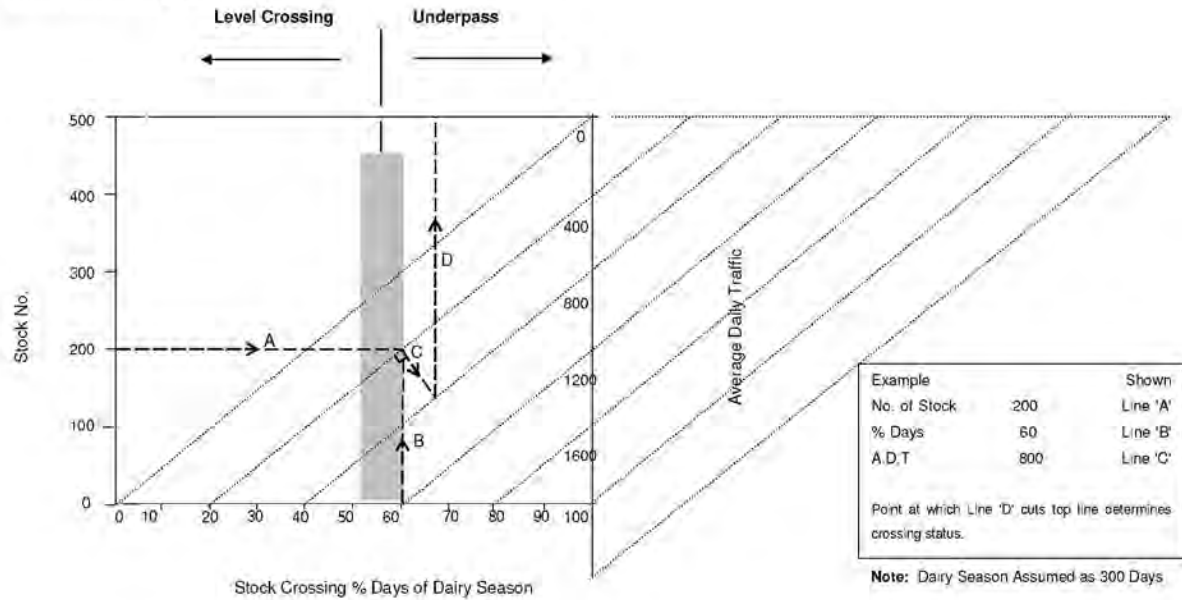 Level Crossing Underpass
500
400
300
200
100
0
Stock No.
0 10 20 30 40 50 60 70 80 90 100
Stock Crossing % Days of Dairy Season
A
B
C
D
0
400
800
1200
1600
Average Daily Traffic
Example Shown
No. of Stock 200 Line 'A'
% Days 60 Line 'B'
A.D.T 800 Line 'C'
Point at which Line 'D' cuts top line determines
crossing status.
Note: Dairy Season Assumed as 300 Days